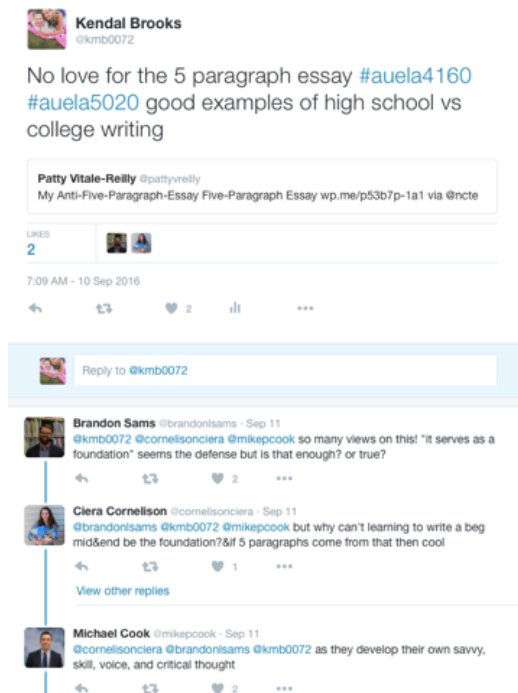 Kendal Brooks
@kmb0072
No love for the 5 paragraph essay #auela4160
#auela5020 good examples of high school vs
college writing
Patty Vitale-Reilly @pattyvreilly
My Anti-Five-Paragraph-Essay Five-Paragraph Essay wp.me/p53b7p-1a1 via @ncte
LIKES
2
7:09 AM - 10 Sep 2016
2
Reply to @kmb0072
Brandon Sams @brandonlsams · Sep 11
@kmb0072 @cornelisonciera @mikepcook so many views on this! "it serves as a
foundation" seems the defense but is that enough? or true?
2
Ciera Cornelison @cornelisonciera · Sep 11
@brandonlsams @kmb0072 @mikepcook but why can't learning to write a beg
mid&end be the foundation?&if 5 paragraphs come from that then cool
1
View other replies
Michael Cook @mikepcook · Sep 11
@cornelisonciera @brandonlsams @kmb0072 as they develop their own savvy,
skill, voice, and critical thought
2